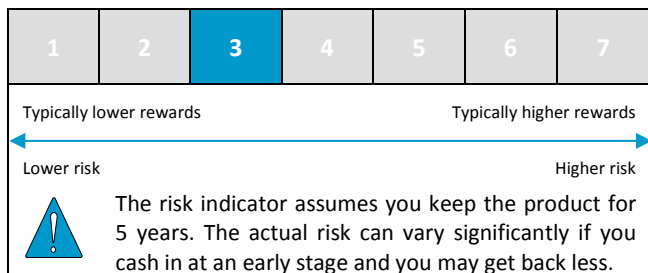 1 2 3 4 5 6 7
Typically lower rewards Typically higher rewards
Lower risk Higher risk
The risk indicator assumes you keep the product for
5 years. The actual risk can vary significantly if you
cash in at an early stage and you may get back less.